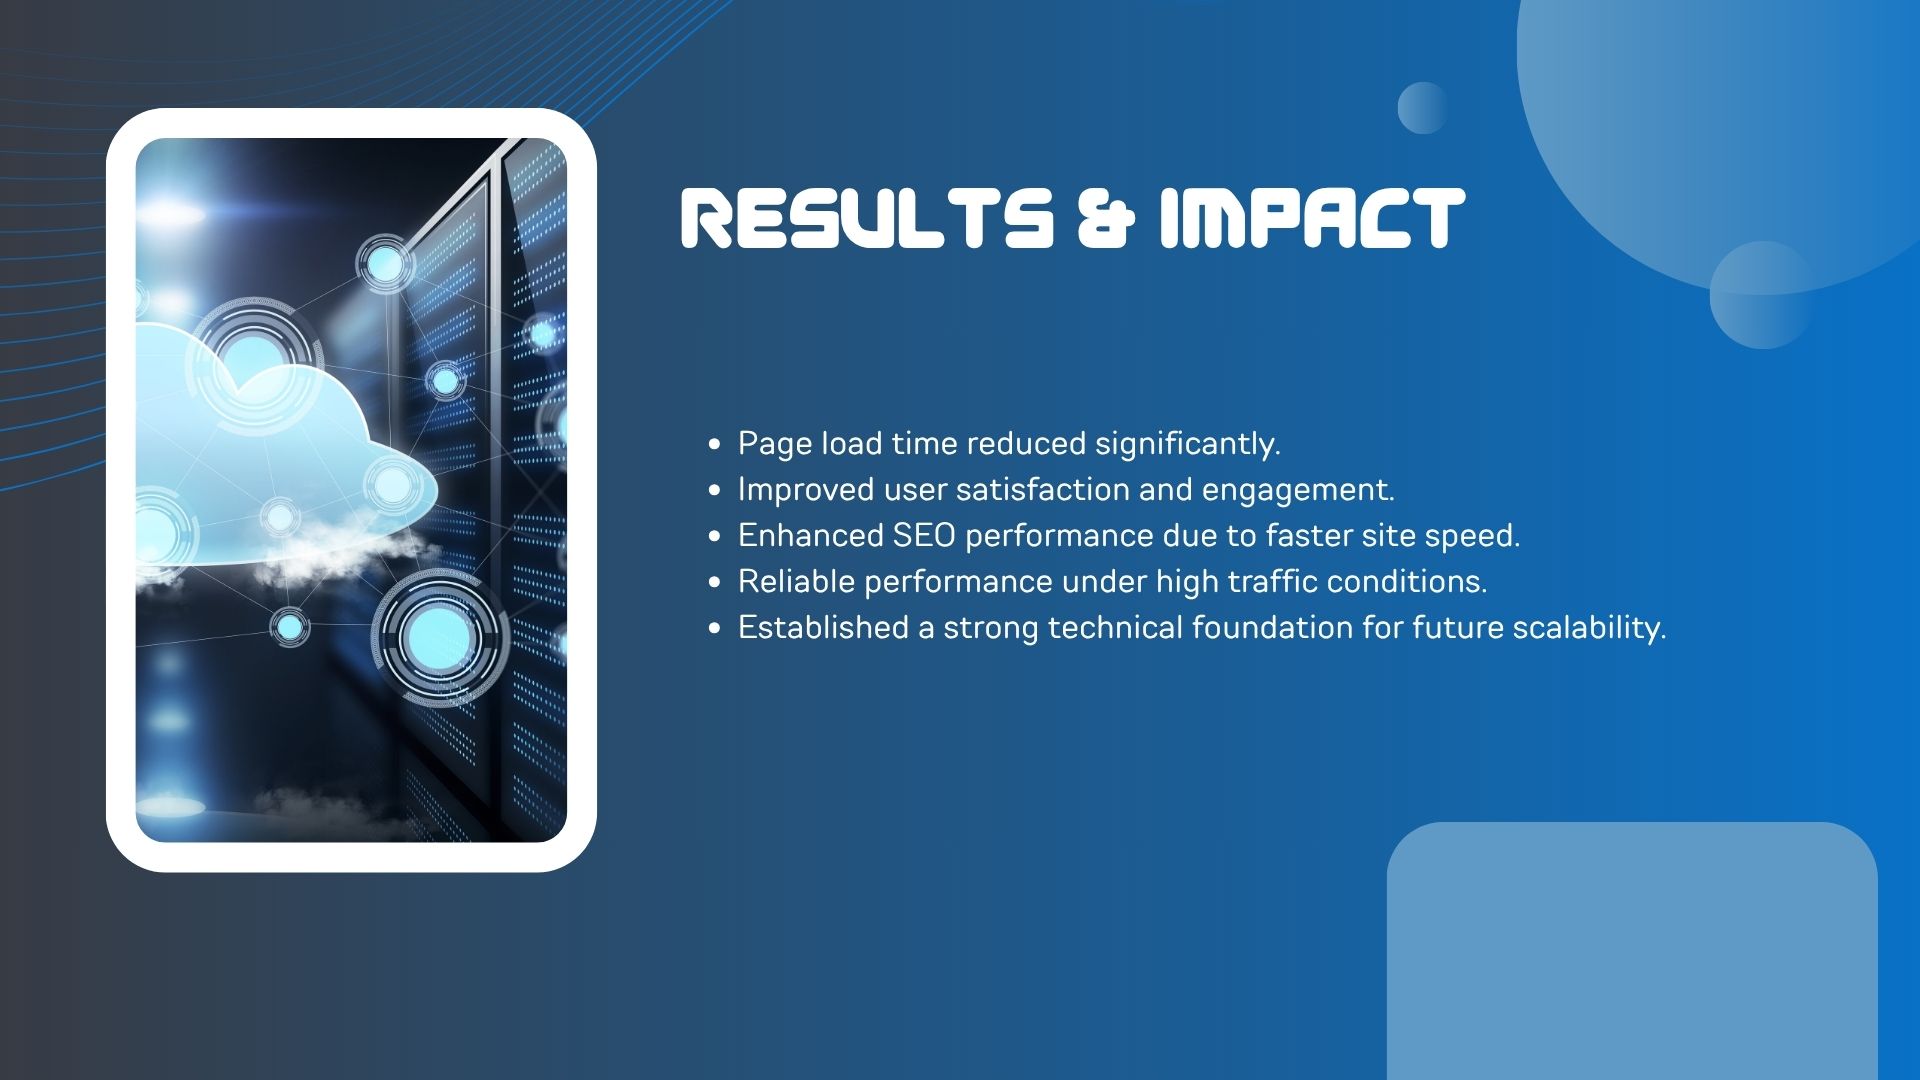 RESULTS & IMPACT
• Page load time reduced significantly.
• Improved user satisfaction and engagement.
• Enhanced SEO performance due to faster site speed.
• Reliable performance under high traffic conditions.
• Established a strong technical foundation for future scalability.